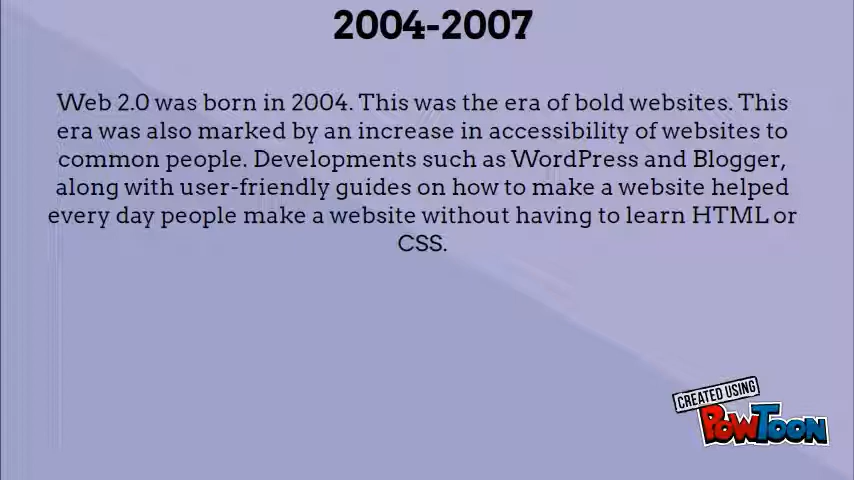 2004-2007
Web 2.0 was born in 2004. This was the era of bold websites. This
era was also marked by an increase in accessibility of websites to
common people. Developments such as WordPress and Blogger,
along with user-friendly guides on how to make a website helped
every day people make a website without having to learn HTML or
CSS.
CREATED USING
POWTOON